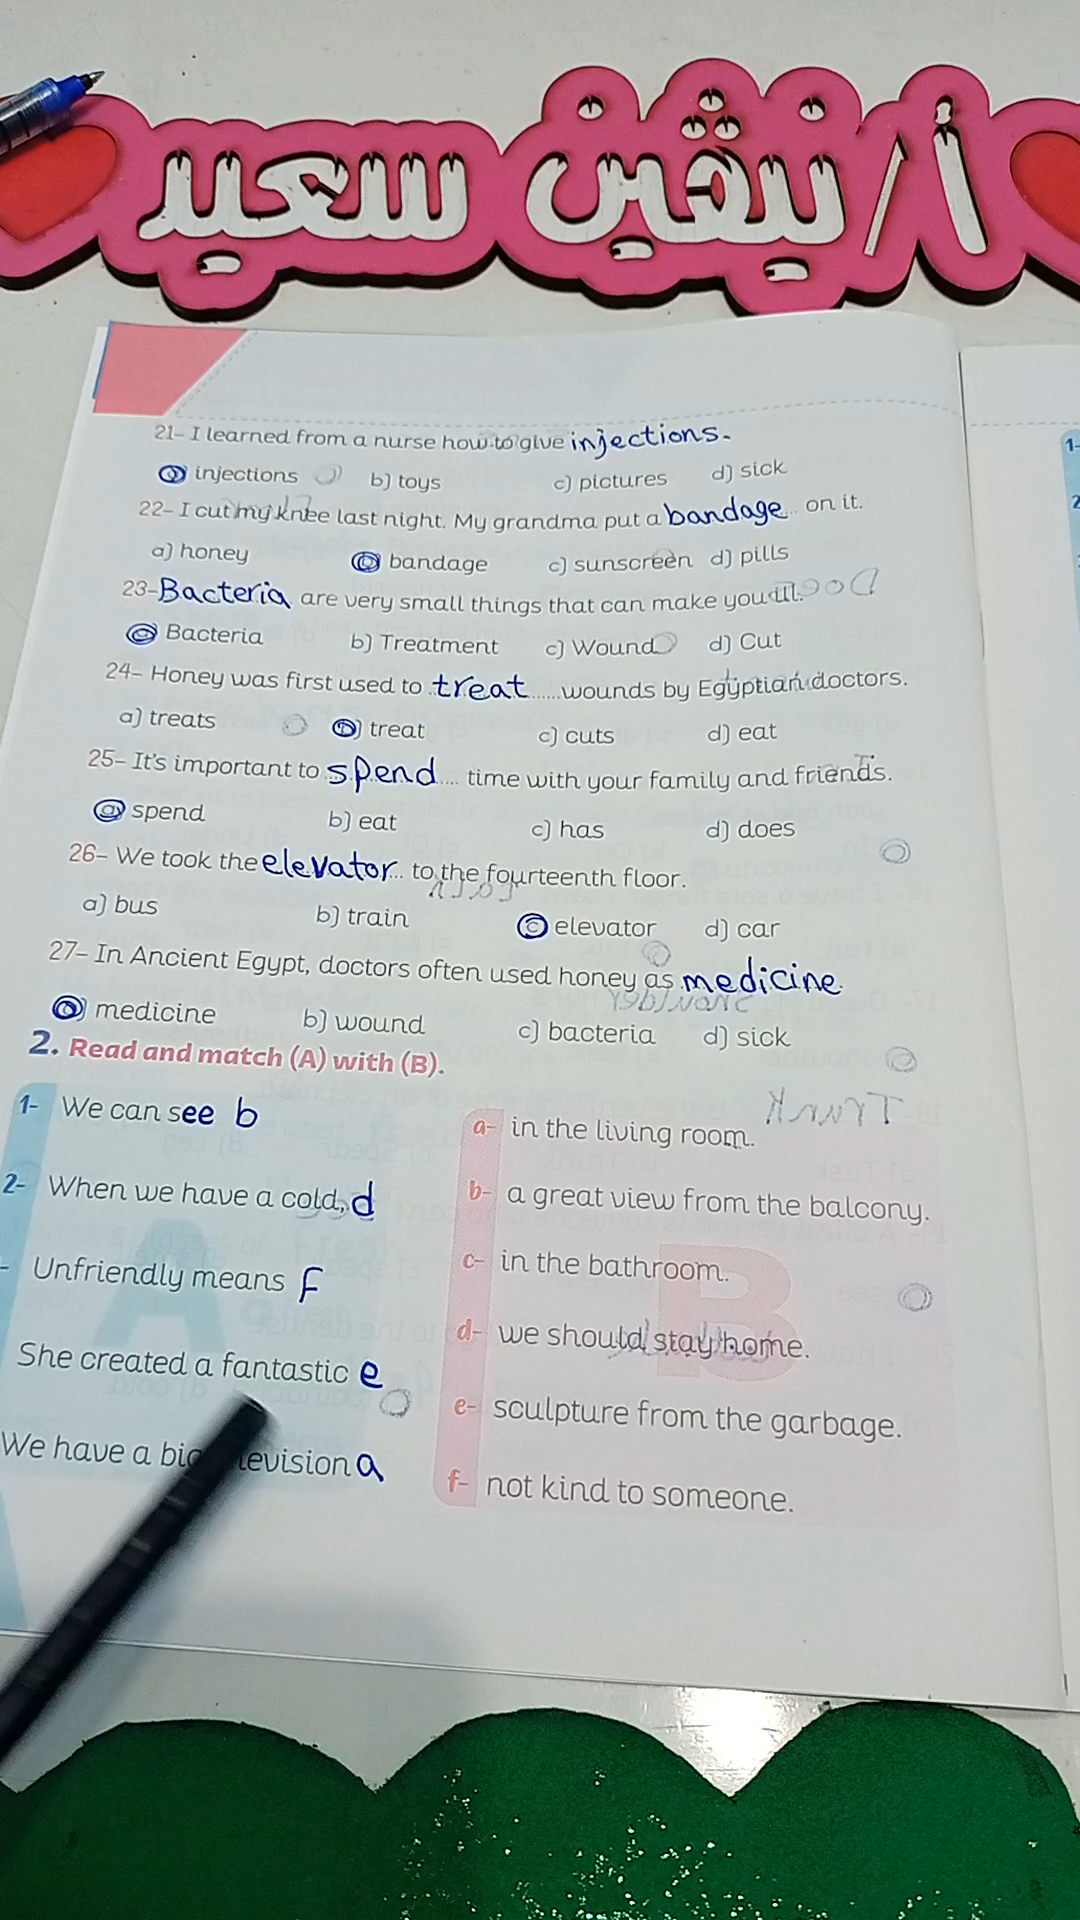 أ/ نيفين سعيد
21- I learned from a nurse how to give injections.
a) injections b) toys c) pictures d) sick
22- I cut my knee last night. My grandma put a bandage on it.
a) honey b) bandage c) sunscreen d) pills
23- Bacteria are very small things that can make you ill.
a) Bacteria b) Treatment c) Wound d) Cut
24- Honey was first used to treat ...... wounds by Egyptian doctors.
a) treats b) treat c) cuts d) eat
25- It's important to spend .... time with your family and friends.
a) spend b) eat c) has d) does
26- We took the elevator ... to the fourteenth floor.
a) bus b) train c) elevator d) car
27- In Ancient Egypt, doctors often used honey as medicine.
a) medicine b) wound c) bacteria d) sick
2. Read and match (A) with (B).
1- We can see b
a- in the living room.
2- When we have a cold, d
b- a great view from the balcony.
- Unfriendly means f
c- in the bathroom.
She created a fantastic e
d- we should stay home.
We have a big television a
e- sculpture from the garbage.
f- not kind to someone.